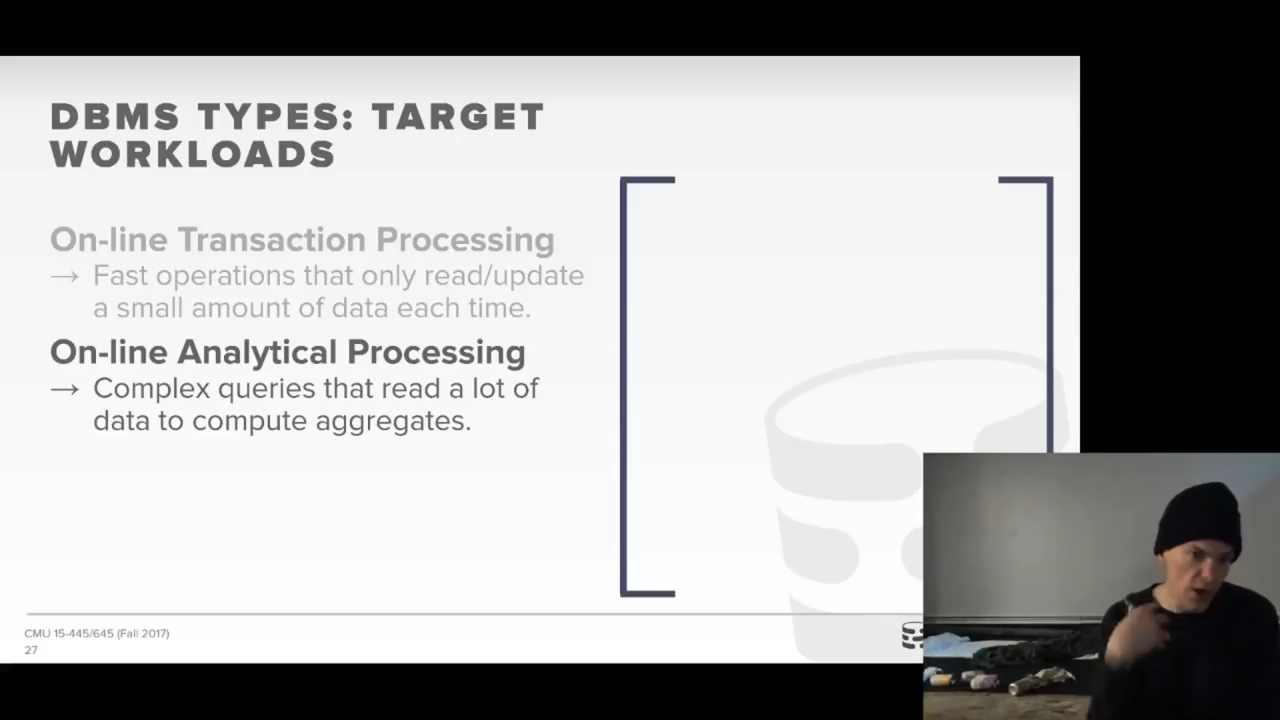 DBMS TYPES: TARGET
WORKLOADS
On-line Transaction Processing
→ Fast operations that only read/update
a small amount of data each time.
On-line Analytical Processing
→ Complex queries that read a lot of
data to compute aggregates.
CMU 15-445/645 (Fall 2017)
27